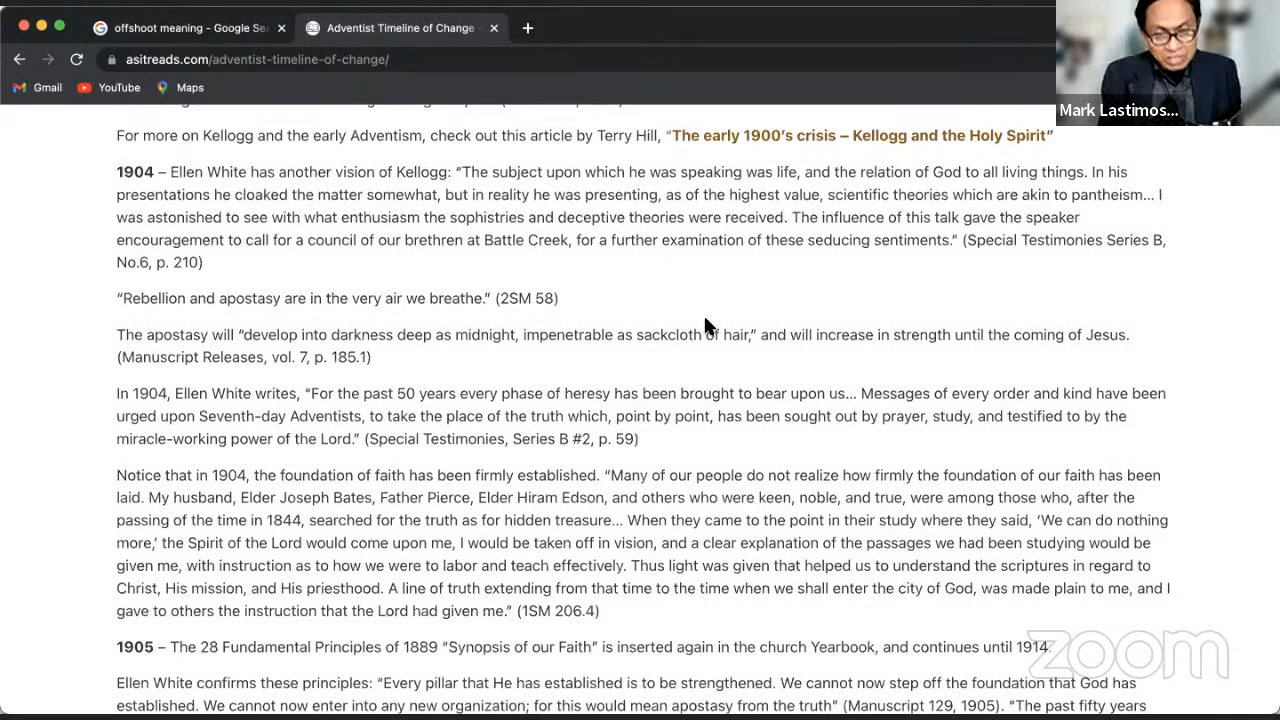 offshoot meaning - Google Se
Adventist Timeline of Change -
asitreads.com/adventist-timeline-of-change/
Gmail YouTube Maps
Mark Lastimos...
For more on Kellogg and the early Adventism, check out this article by Terry Hill, “The early 1900’s crisis – Kellogg and the Holy Spirit”
1904 – Ellen White has another vision of Kellogg: “The subject upon which he was speaking was life, and the relation of God to all living things. In his
presentations he cloaked the matter somewhat, but in reality he was presenting, as of the highest value, scientific theories which are akin to pantheism... I
was astonished to see with what enthusiasm the sophistries and deceptive theories were received. The influence of this talk gave the speaker
encouragement to call for a council of our brethren at Battle Creek, for a further examination of these seducing sentiments.” (Special Testimonies Series B,
No.6, p. 210)
“Rebellion and apostasy are in the very air we breathe.” (2SM 58)
The apostasy will “develop into darkness deep as midnight, impenetrable as sackcloth of hair,” and will increase in strength until the coming of Jesus.
(Manuscript Releases, vol. 7, p. 185.1)
In 1904, Ellen White writes, “For the past 50 years every phase of heresy has been brought to bear upon us... Messages of every order and kind have been
urged upon Seventh-day Adventists, to take the place of the truth which, point by point, has been sought out by prayer, study, and testified to by the
miracle-working power of the Lord.” (Special Testimonies, Series B #2, p. 59)
Notice that in 1904, the foundation of faith has been firmly established. “Many of our people do not realize how firmly the foundation of our faith has been
laid. My husband, Elder Joseph Bates, Father Pierce, Elder Hiram Edson, and others who were keen, noble, and true, were among those who, after the
passing of the time in 1844, searched for the truth as for hidden treasure... When they came to the point in their study where they said, ‘We can do nothing
more,’ the Spirit of the Lord would come upon me, I would be taken off in vision, and a clear explanation of the passages we had been studying would be
given me, with instruction as to how we were to labor and teach effectively. Thus light was given that helped us to understand the scriptures in regard to
Christ, His mission, and His priesthood. A line of truth extending from that time to the time when we shall enter the city of God, was made plain to me, and I
gave to others the instruction that the Lord had given me.” (1SM 206.4)
1905 – The 28 Fundamental Principles of 1889 “Synopsis of our Faith” is inserted again in the church Yearbook, and continues until 1914.
zoom
Ellen White confirms these principles: “Every pillar that He has established is to be strengthened. We cannot now step off the foundation that God has
established. We cannot now enter into any new organization; for this would mean apostasy from the truth” (Manuscript 129, 1905). “The past fifty years